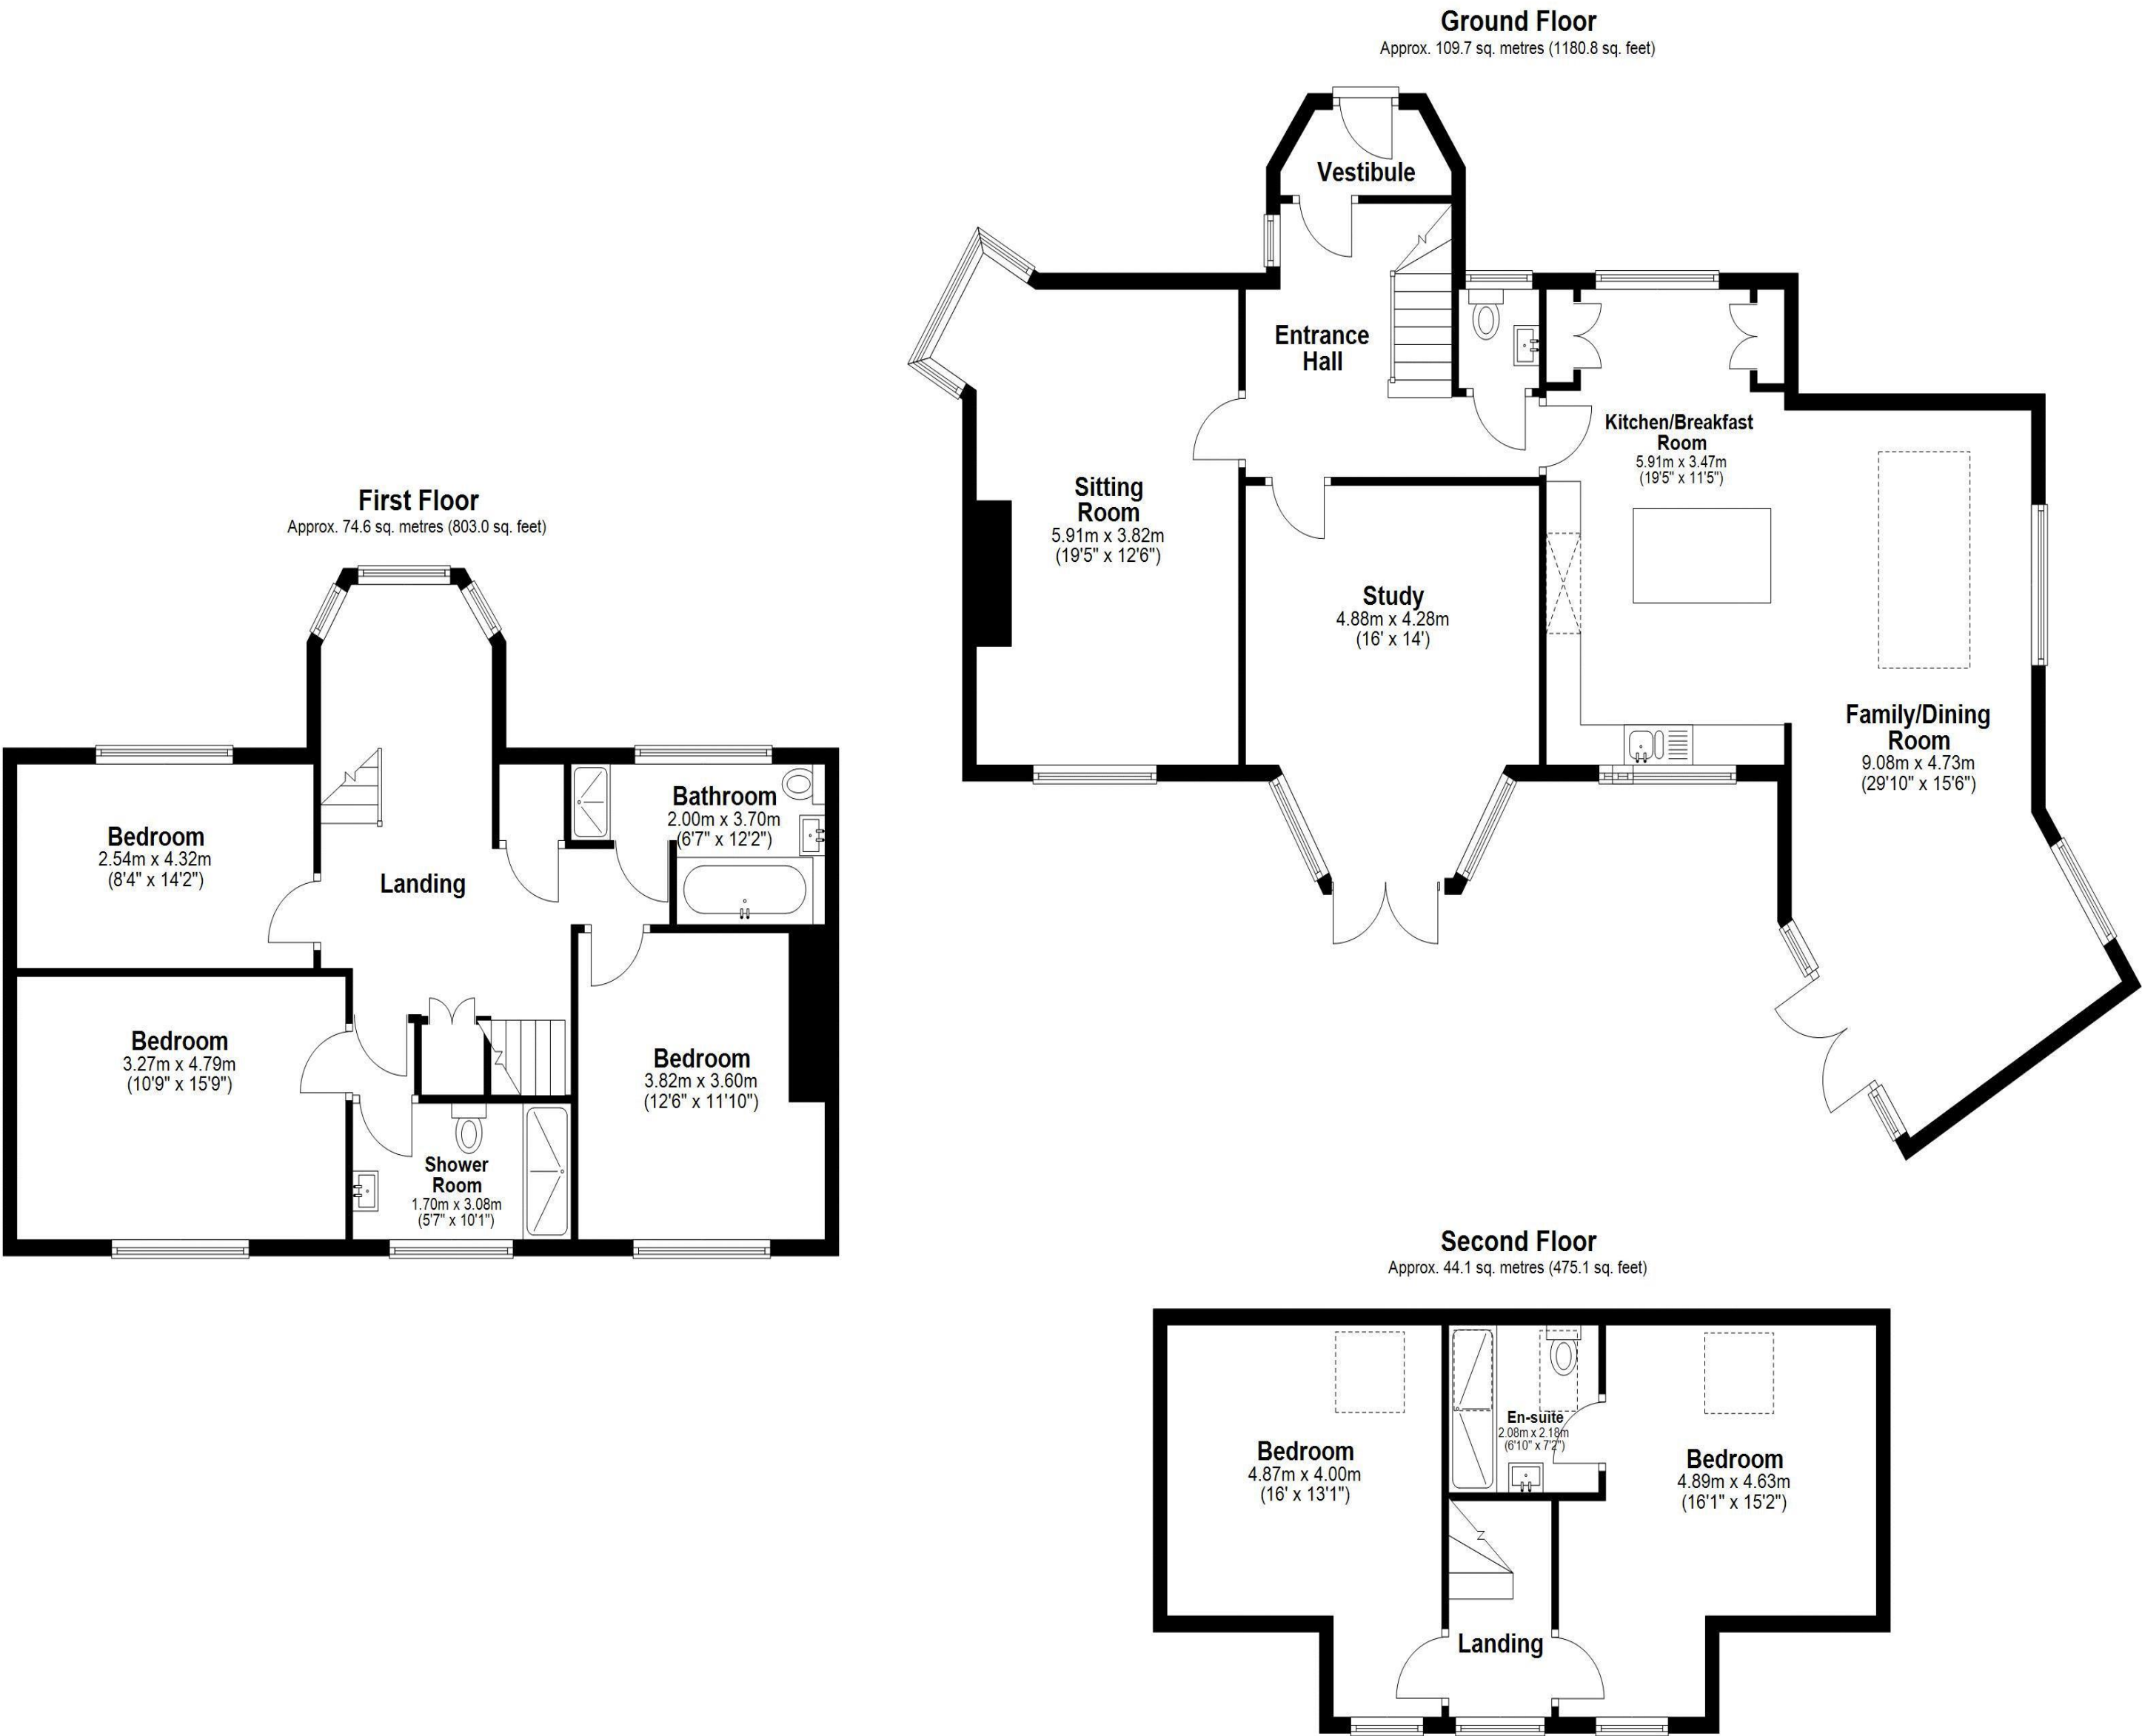 Ground Floor
Approx. 109.7 sq. metres (1180.8 sq. feet)
Vestibule
Entrance
Hall
Kitchen/Breakfast
Room
5.91m x 3.47m
(19'5" x 11'5")
Sitting
Room
5.91m x 3.82m
(19'5" x 12'6")
Study
4.88m x 4.28m
(16' x 14')
Family/Dining
Room
9.08m x 4.73m
(29'10" x 15'6")
First Floor
Approx. 74.6 sq. metres (803.0 sq. feet)
Bathroom
2.00m x 3.70m
(6'7" x 12'2")
Bedroom
2.54m x 4.32m
(8'4" x 14'2")
Landing
Bedroom
3.27m x 4.79m
(10'9" x 15'9")
Bedroom
3.82m x 3.60m
(12'6" x 11'10")
Shower
Room
1.70m x 3.08m
(5'7" x 10'1")
Second Floor
Approx. 44.1 sq. metres (475.1 sq. feet)
En-suite
2.08m x 2.18m
(6'10" x 7'2")
Bedroom
4.87m x 4.00m
(16' x 13'1")
Bedroom
4.89m x 4.63m
(16'1" x 15'2")
Landing